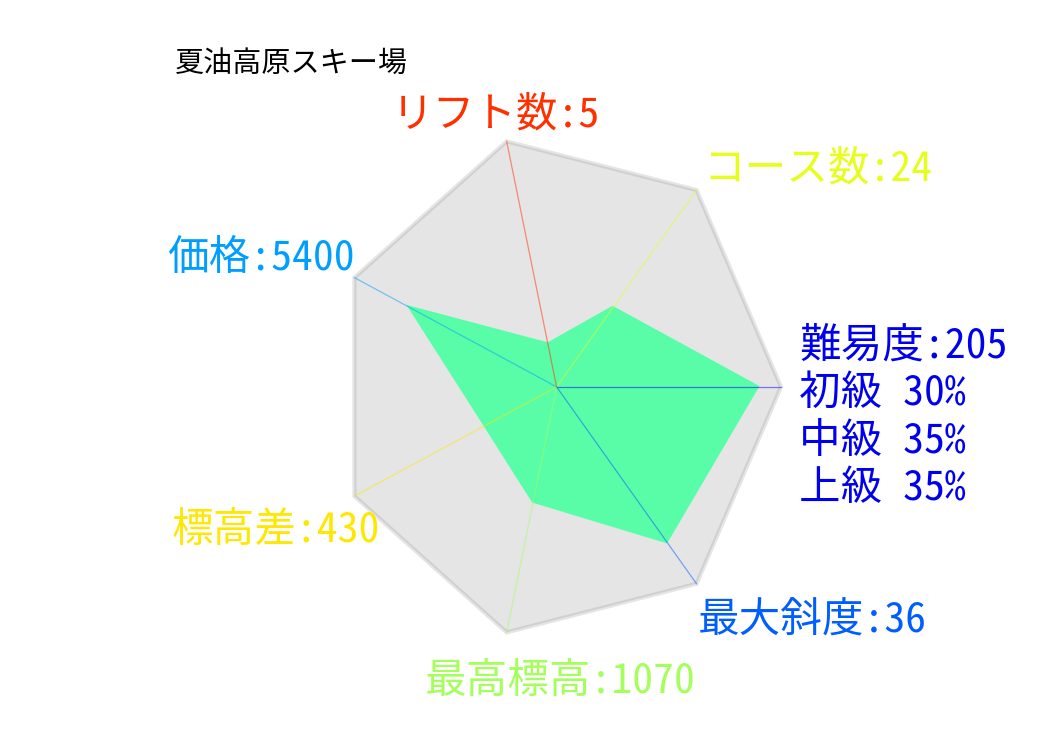 夏油高原スキー場
リフト数:5
コース数:24
価格:5400
難易度:205
初級 30%
中級 35%
上級 35%
標高差:430
最大斜度:36
最高標高:1070